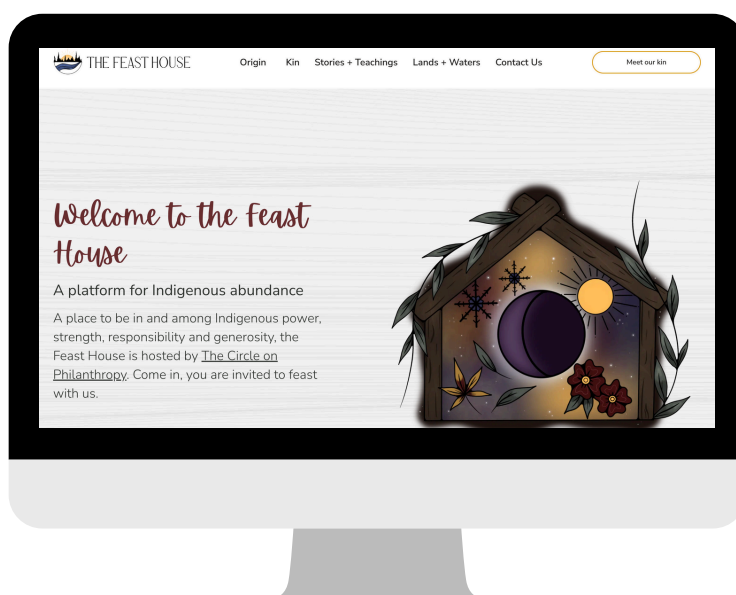 THE FEAST HOUSE
Origin Kin Stories + Teachings Lands + Waters Contact Us
Meet our kin
Welcome to the Feast
House
A platform for Indigenous abundance
A place to be in and among Indigenous power,
strength, responsibility and generosity, the
Feast House is hosted by The Circle on
Philanthropy. Come in, you are invited to feast
with us.